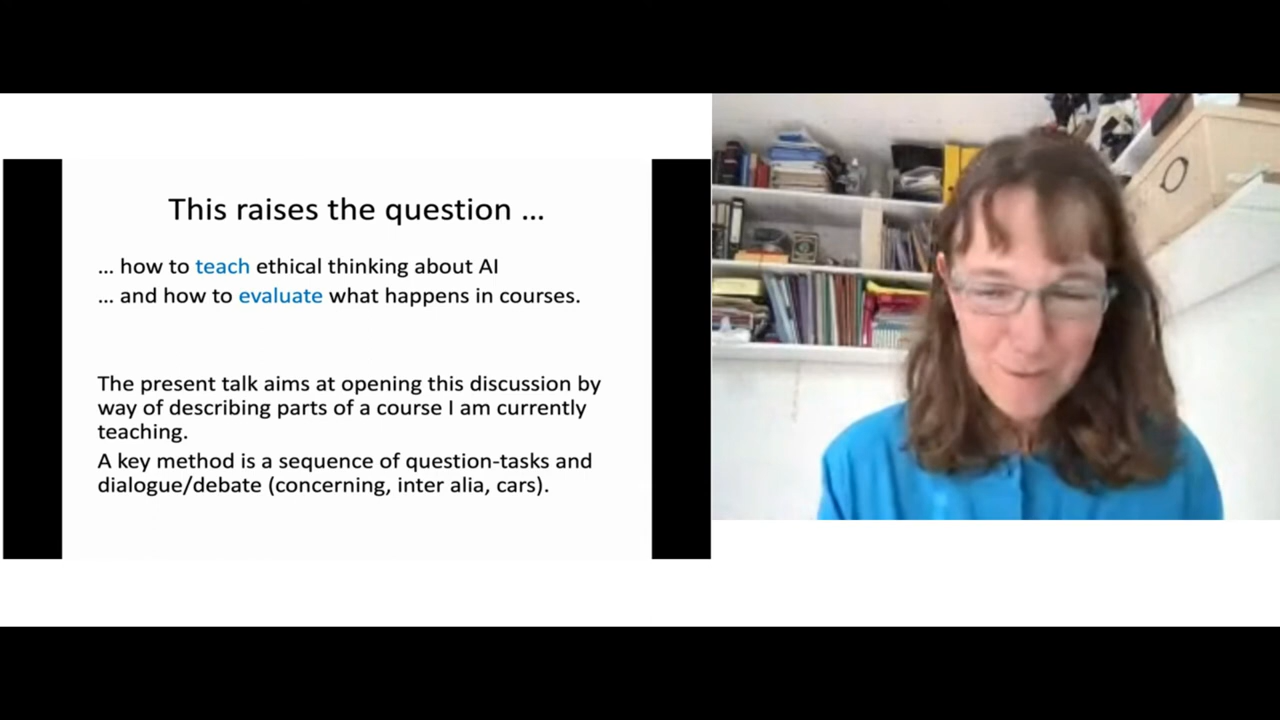 This raises the question ...
... how to teach ethical thinking about AI
... and how to evaluate what happens in courses.
The present talk aims at opening this discussion by
way of describing parts of a course I am currently
teaching.
A key method is a sequence of question-tasks and
dialogue/debate (concerning, inter alia, cars).